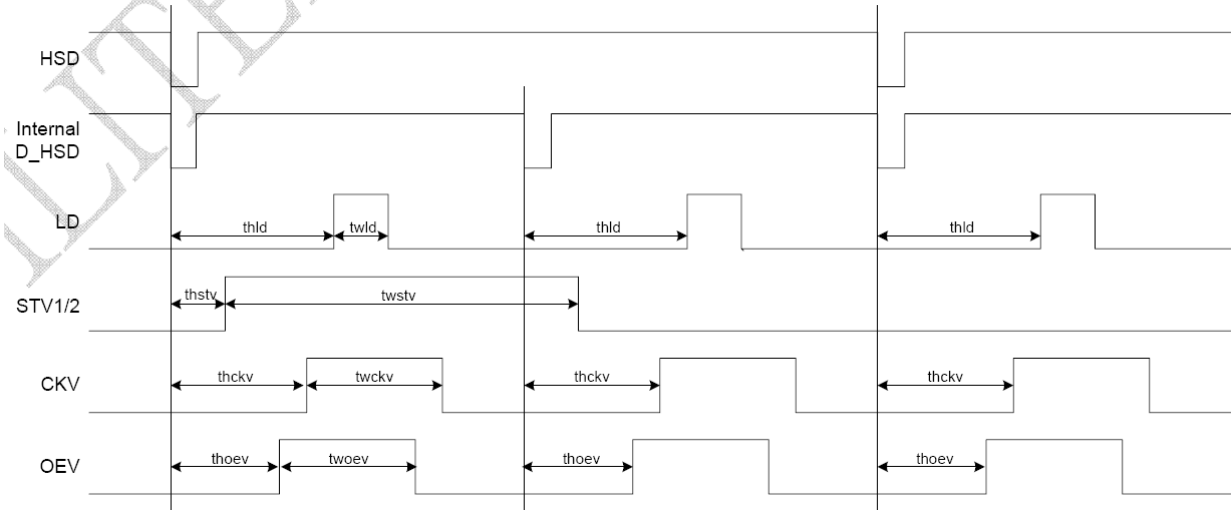 HSD
Internal
D_HSD
LD
thld
twld
thld
thld
STV1/2
thstv
twstv
CKV
thckv
twckv
thckv
thckv
OEV
thoev
twoev
thoev
thoev